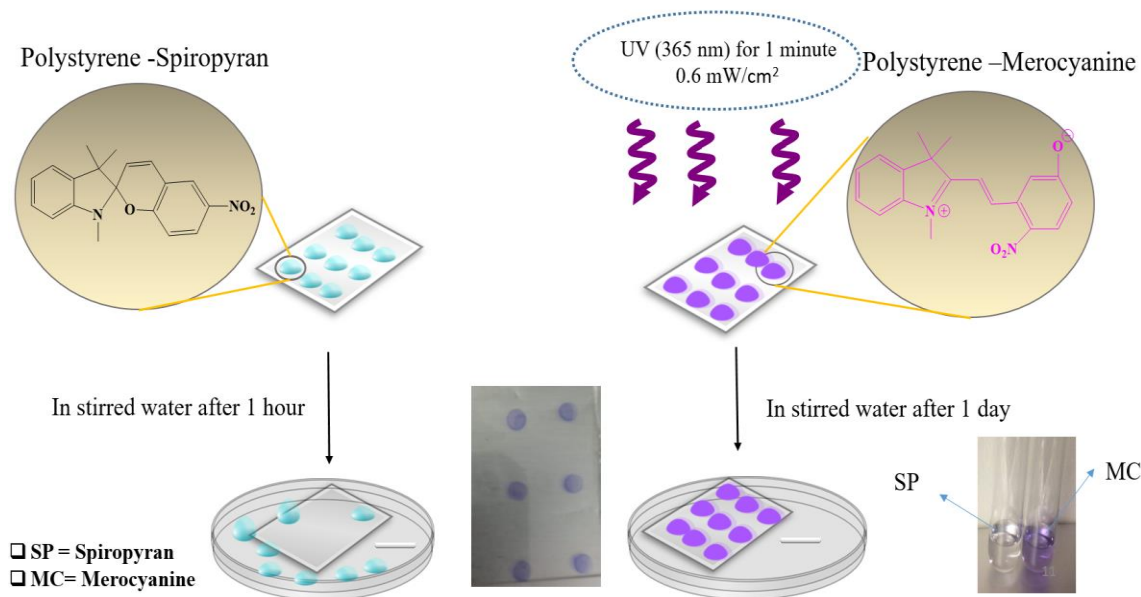 Polystyrene -Spiropyran
UV (365 nm) for 1 minute
0.6 mW/cm²
Polystyrene –Merocyanine
N
O
NO₂
O⊖
N⊕
O₂N
In stirred water after 1 hour
In stirred water after 1 day
SP
MC
❑ SP = Spiropyran
❑ MC= Merocyanine